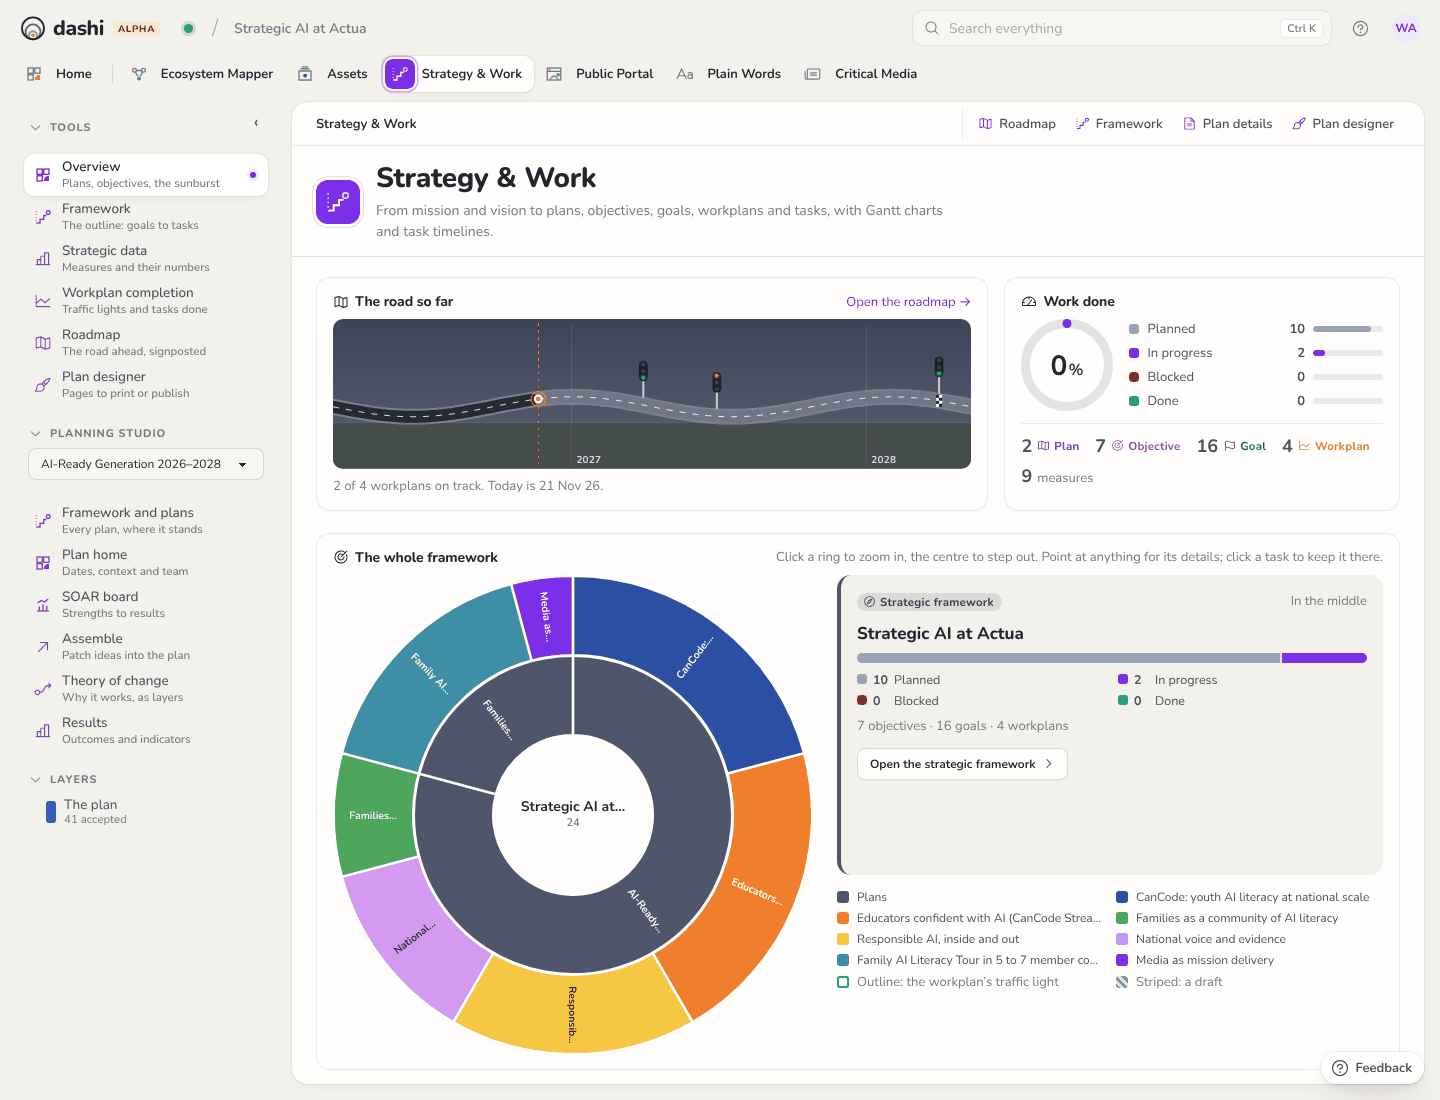 dashi ALPHA / Strategic AI at Actua
Search everything Ctrl K
WA
Home Ecosystem Mapper Assets Strategy & Work Public Portal Aa Plain Words Critical Media
TOOLS
Overview
Plans, objectives, the sunburst
Framework
The outline: goals to tasks
Strategic data
Measures and their numbers
Workplan completion
Traffic lights and tasks done
Roadmap
The road ahead, signposted
Plan designer
Pages to print or publish
PLANNING STUDIO
AI-Ready Generation 2026–2028
Framework and plans
Every plan, where it stands
Plan home
Dates, context and team
SOAR board
Strengths to results
Assemble
Patch ideas into the plan
Theory of change
Why it works, as layers
Results
Outcomes and indicators
LAYERS
The plan
41 accepted
Strategy & Work
Roadmap Framework Plan details Plan designer
Strategy & Work
From mission and vision to plans, objectives, goals, workplans and tasks, with Gantt charts
and task timelines.
The road so far
Open the roadmap →
2027
2028
2 of 4 workplans on track. Today is 21 Nov 26.
Work done
0%
Planned 10
In progress 2
Blocked 0
Done 0
2 Plan 7 Objective 16 Goal 4 Workplan
9 measures
The whole framework
Click a ring to zoom in, the centre to step out. Point at anything for its details; click a task to keep it there.
Media as...
CanCode:...
Family AI...
Families...
Families...
Strategic AI at...
24
Educators...
AI-Ready...
National...
Responsib...
Strategic framework
In the middle
Strategic AI at Actua
10 Planned
2 In progress
0 Blocked
0 Done
7 objectives · 16 goals · 4 workplans
Open the strategic framework
Plans
CanCode: youth AI literacy at national scale
Educators confident with AI (CanCode Strea...
Families as a community of AI literacy
Responsible AI, inside and out
National voice and evidence
Family AI Literacy Tour in 5 to 7 member co...
Media as mission delivery
Outline: the workplan's traffic light
Striped: a draft
Feedback